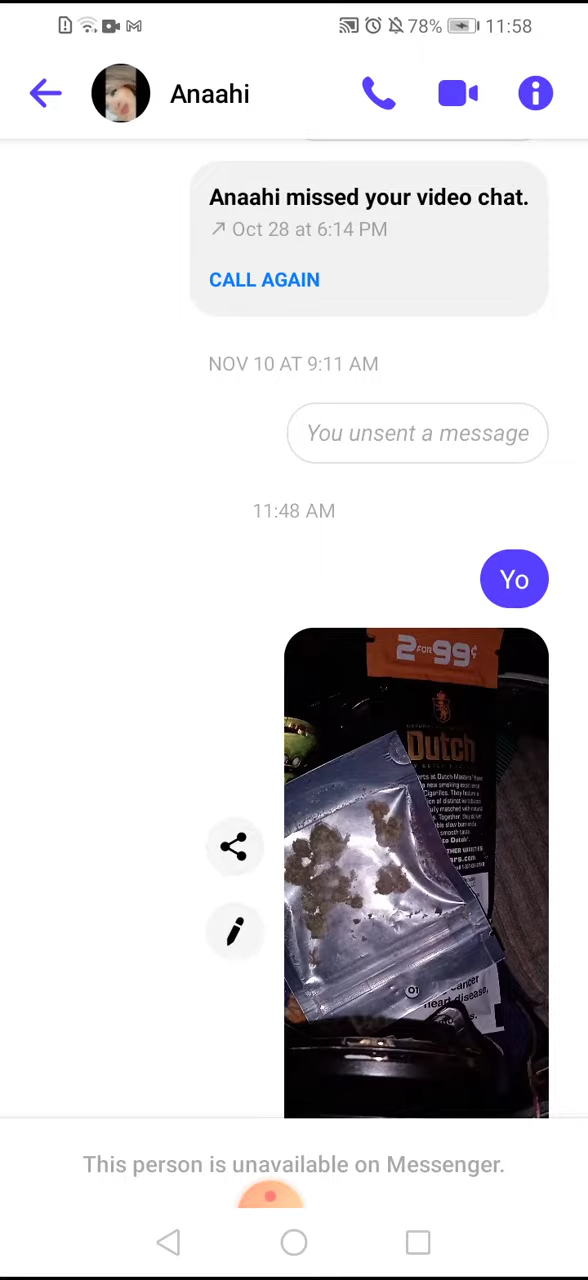 78% 11:58
Anaahi
Anaahi missed your video chat.
Oct 28 at 6:14 PM
CALL AGAIN
NOV 10 AT 9:11 AM
You unsent a message
11:48 AM
Yo
2 FOR 99¢
Dutch
heart disease,
This person is unavailable on Messenger.